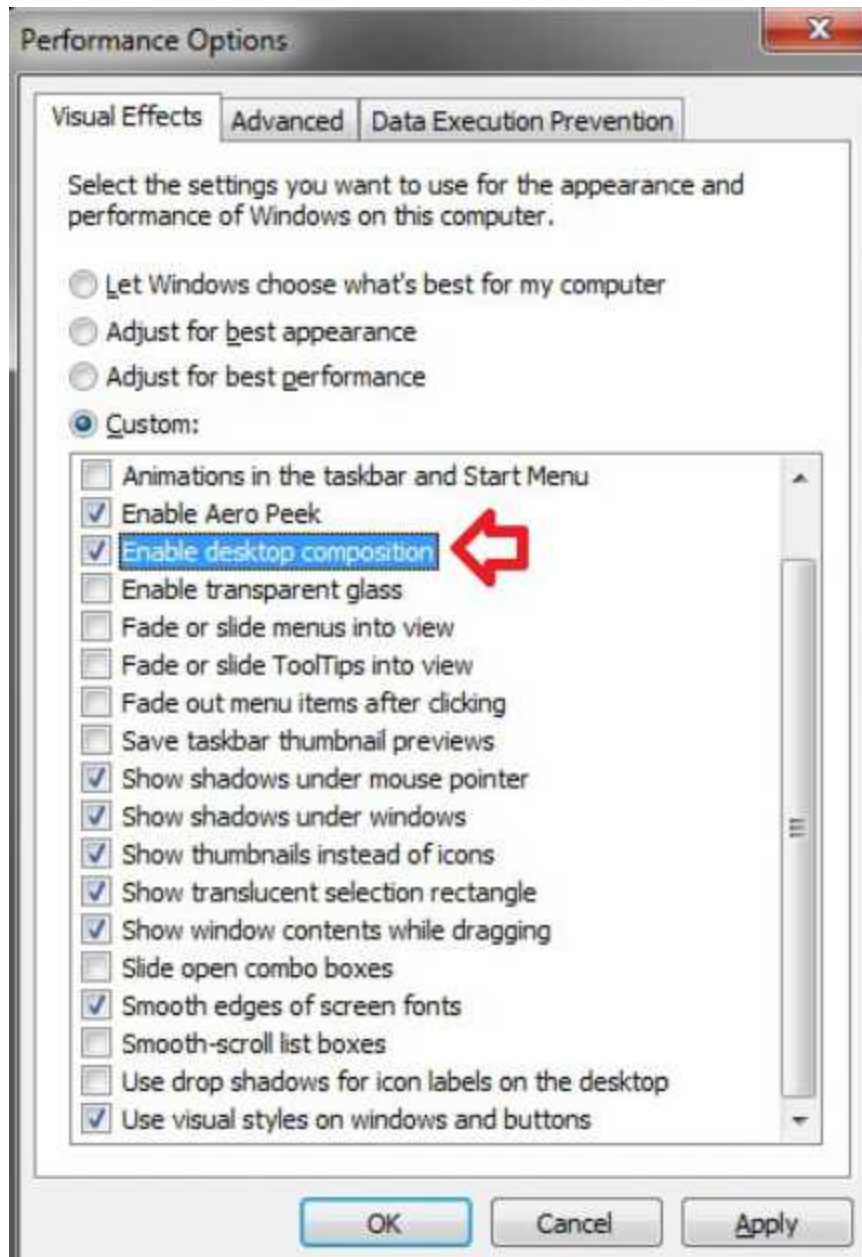 Performance Options
Visual Effects
Advanced
Data Execution Prevention
Select the settings you want to use for the appearance and
performance of Windows on this computer.
Let Windows choose what's best for my computer
Adjust for best appearance
Adjust for best performance
Custom:
Animations in the taskbar and Start Menu
Enable Aero Peek
Enable desktop composition
Enable transparent glass
Fade or slide menus into view
Fade or slide ToolTips into view
Fade out menu items after clicking
Save taskbar thumbnail previews
Show shadows under mouse pointer
Show shadows under windows
Show thumbnails instead of icons
Show translucent selection rectangle
Show window contents while dragging
Slide open combo boxes
Smooth edges of screen fonts
Smooth-scroll list boxes
Use drop shadows for icon labels on the desktop
Use visual styles on windows and buttons
OK
Cancel
Apply